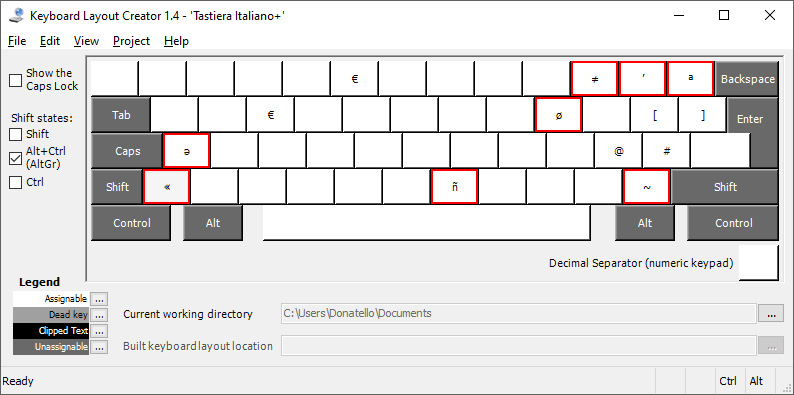 Keyboard Layout Creator 1.4 - 'Tastiera Italiano+'
File Edit View Project Help
Show the
Caps Lock
€ ≠ ʼ ª Backspace
Shift states:
Tab € ø [ ] Enter
Shift
Alt+Ctrl
(AltGr)
Caps ə @ #
Ctrl
Shift « ñ ~ Shift
Control Alt Alt Control
Decimal Separator (numeric keypad)
Legend
Assignable ...
Dead key ...
Clipped Text ...
Unassignable ...
Current working directory C:\Users\Donatello\Documents ...
Built keyboard layout location ...
Ready Ctrl Alt